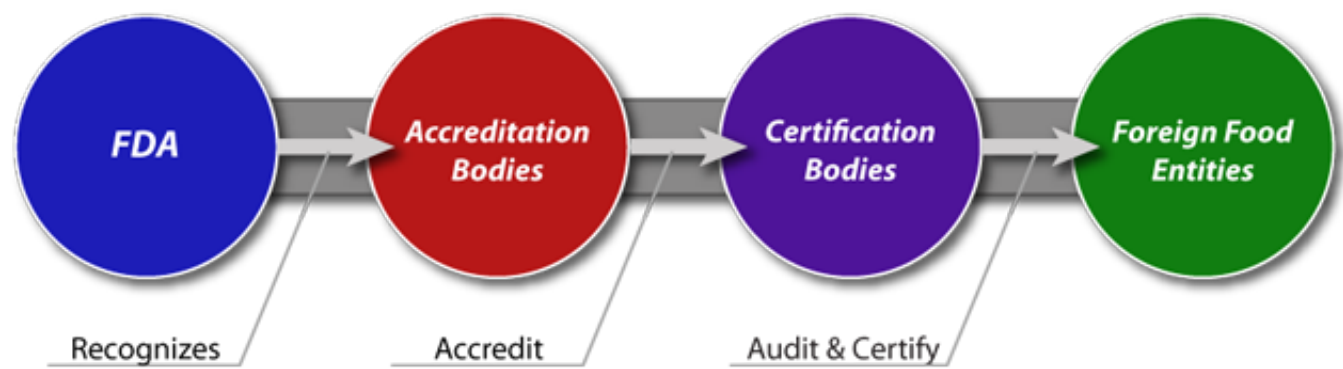 FDA
Accreditation
Bodies
Certification
Bodies
Foreign Food
Entities
Recognizes
Accredit
Audit & Certify